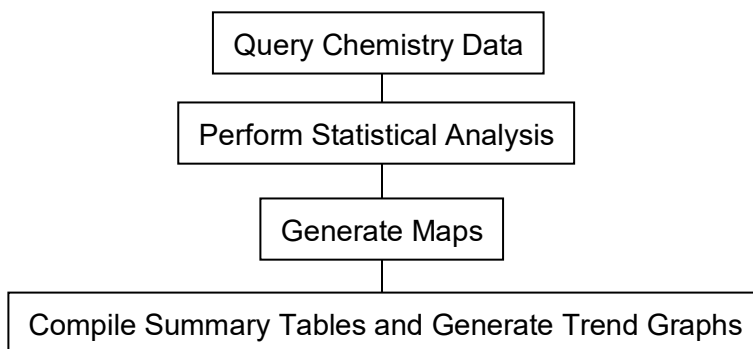 Query Chemistry Data
Perform Statistical Analysis
Generate Maps
Compile Summary Tables and Generate Trend Graphs